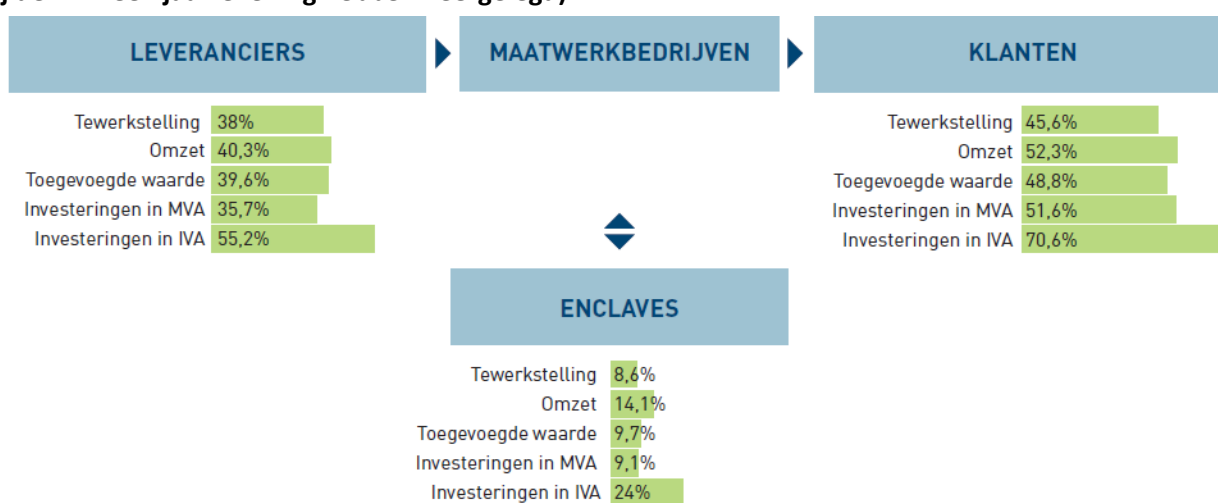 LEVERANCIERS
MAATWERKBEDRIJVEN
KLANTEN
Tewerkstelling 38%
Omzet 40,3%
Toegevoegde waarde 39,6%
Investeringen in MVA 35,7%
Investeringen in IVA 55,2%
Tewerkstelling 45,6%
Omzet 52,3%
Toegevoegde waarde 48,8%
Investeringen in MVA 51,6%
Investeringen in IVA 70,6%
ENCLAVES
Tewerkstelling 8,6%
Omzet 14,1%
Toegevoegde waarde 9,7%
Investeringen in MVA 9,1%
Investeringen in IVA 24%